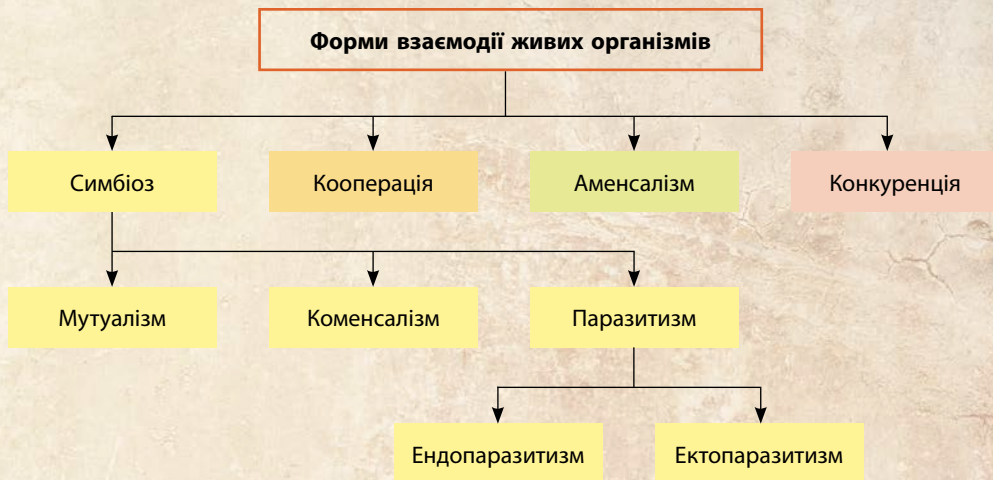 Форми взаємодії живих організмів
Симбіоз
Кооперація
Аменсалізм
Конкуренція
Мутуалізм
Коменсалізм
Паразитизм
Ендопаразитизм
Ектопаразитизм